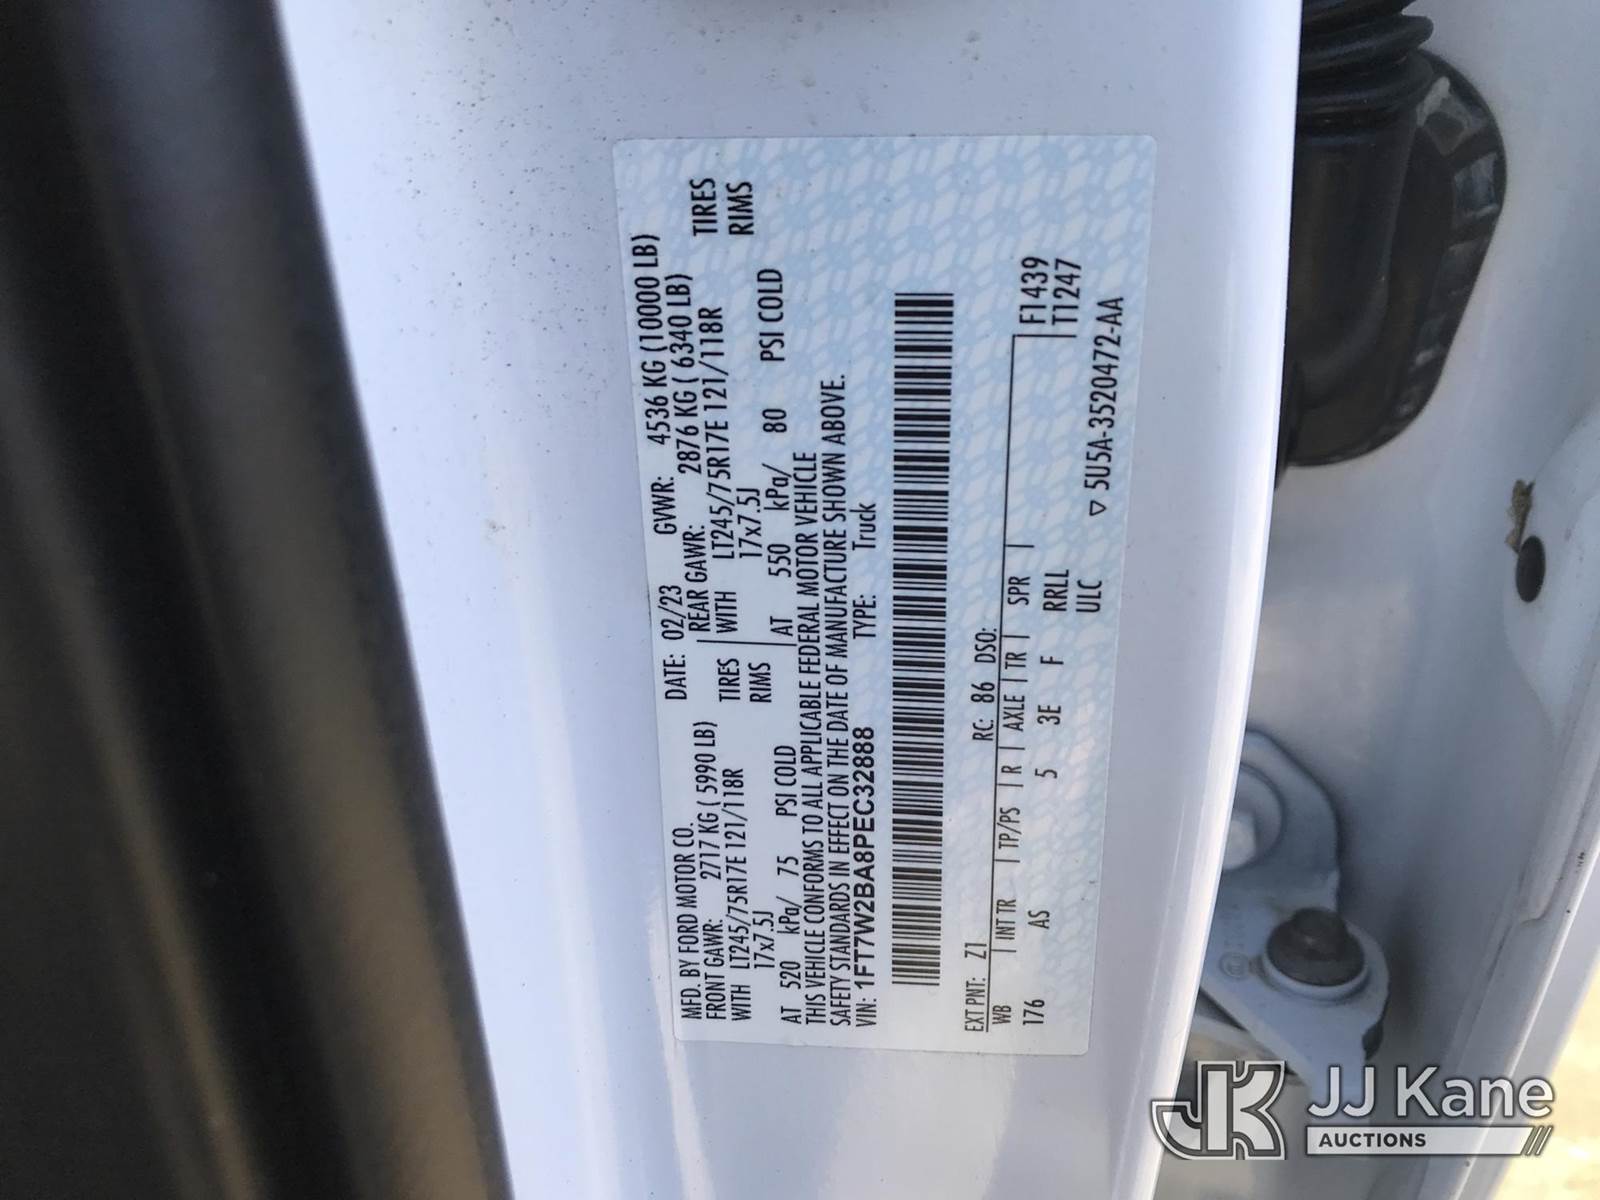 MFD. BY FORD MOTOR CO. DATE: 02/23 GVWR: 4536 KG (10000 LB)
FRONT GAWR: 2717 KG ( 5990 LB) REAR GAWR: 2876 KG ( 6340 LB)
WITH LT245/75R17E 121/118R TIRES WITH LT245/75R17E 121/118R TIRES
17x7.5J RIMS 17x7.5J RIMS
AT 520 kPa/ 75 PSI COLD AT 550 kPa/ 80 PSI COLD
THIS VEHICLE CONFORMS TO ALL APPLICABLE FEDERAL MOTOR VEHICLE
SAFETY STANDARDS IN EFFECT ON THE DATE OF MANUFACTURE SHOWN ABOVE.
VIN: 1FT7W2BA8PEC32888 TYPE: Truck
EXT PNT: Z1 RC: 86 DSO:
WB INT TR TP/PS R AXLE TR SPR F1439
176 AS 5 3E F RRLL T1247
ULC
▽ 5U5A-3520472-AA
JK JJ Kane
AUCTIONS